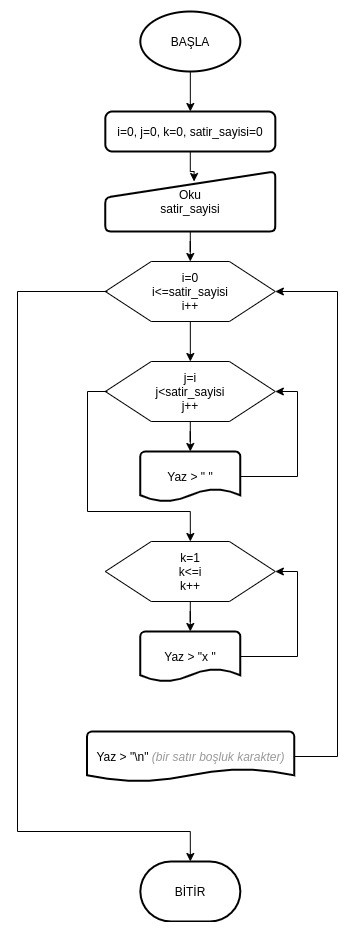 BAŞLA
i=0, j=0, k=0, satir_sayisi=0
Oku
satir_sayisi
i=0
i<=satir_sayisi
i++
j=i
j<satir_sayisi
j++
Yaz > " "
k=1
k<=i
k++
Yaz > "x "
Yaz > "\n" (bir satır boşluk karakter)
BİTİR